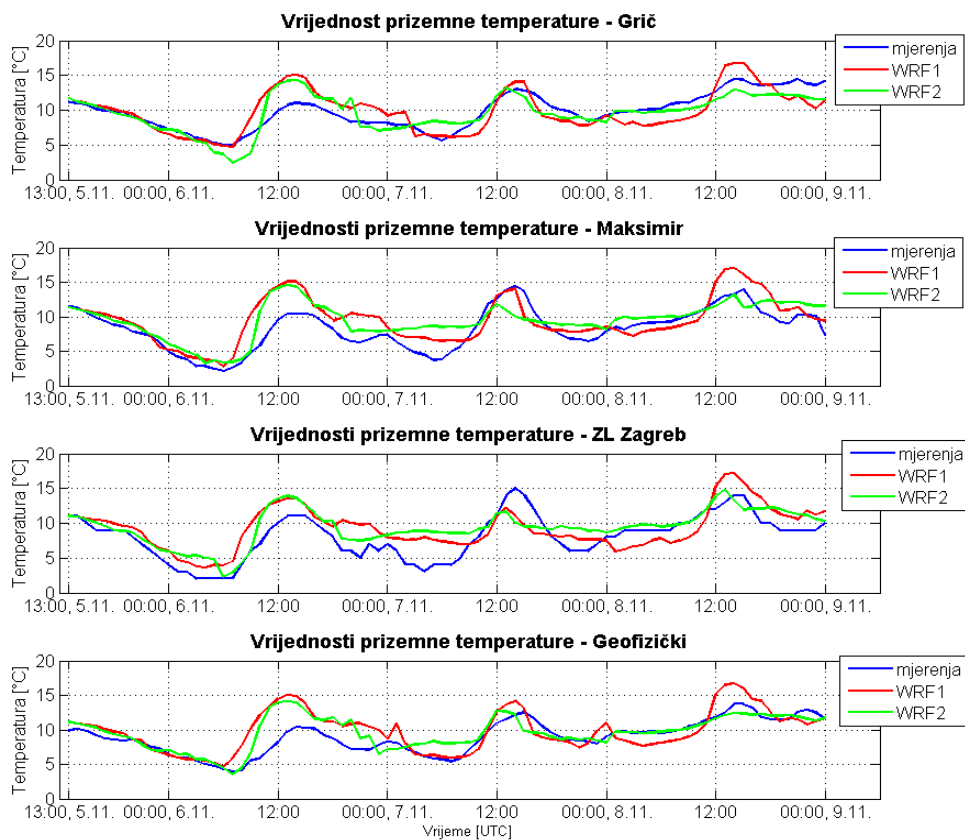 Vrijednost prizemne temperature - Grič
Temperatura [°C]
20
15
10
5
0
mjerenja
WRF1
WRF2
13:00, 5.11. 00:00, 6.11. 12:00 00:00, 7.11. 12:00 00:00, 8.11. 12:00 00:00, 9.11.
Vrijednosti prizemne temperature - Maksimir
Temperatura [°C]
20
15
10
5
0
mjerenja
WRF1
WRF2
13:00, 5.11. 00:00, 6.11. 12:00 00:00, 7.11. 12:00 00:00, 8.11. 12:00 00:00, 9.11.
Vrijednosti prizemne temperature - ZL Zagreb
Temperatura [°C]
20
15
10
5
0
mjerenja
WRF1
WRF2
13:00, 5.11. 00:00, 6.11. 12:00 00:00, 7.11. 12:00 00:00, 8.11. 12:00 00:00, 9.11.
Vrijednosti prizemne temperature - Geofizički
Temperatura [°C]
20
15
10
5
0
mjerenja
WRF1
WRF2
13:00, 5.11. 00:00, 6.11. 12:00 00:00, 7.11. 12:00 00:00, 8.11. 12:00 00:00, 9.11.
Vrijeme [UTC]